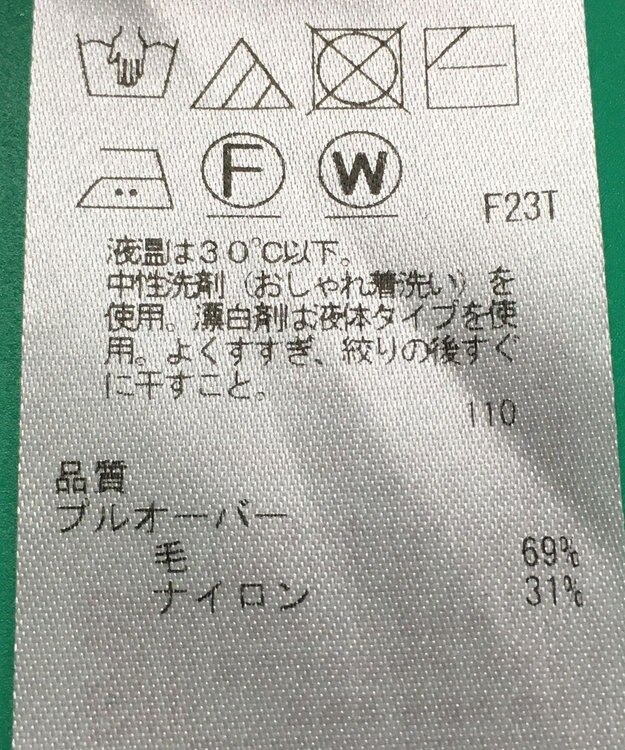 F W
F23T
液温は30℃以下。
中性洗剤（おしゃれ着洗い）を
使用。漂白剤は液体タイプを使
用。よくすすぎ、絞りの後すぐ
に干すこと。
110
品質
プルオーバー
毛 69%
ナイロン 31%